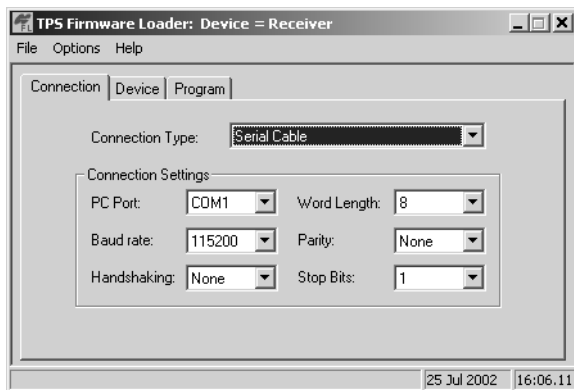 FL TPS Firmware Loader: Device = Receiver
File Options Help
Connection Device Program
Connection Type: Serial Cable
Connection Settings
PC Port: COM1 Word Length: 8
Baud rate: 115200 Parity: None
Handshaking: None Stop Bits: 1
25 Jul 2002 16:06.11